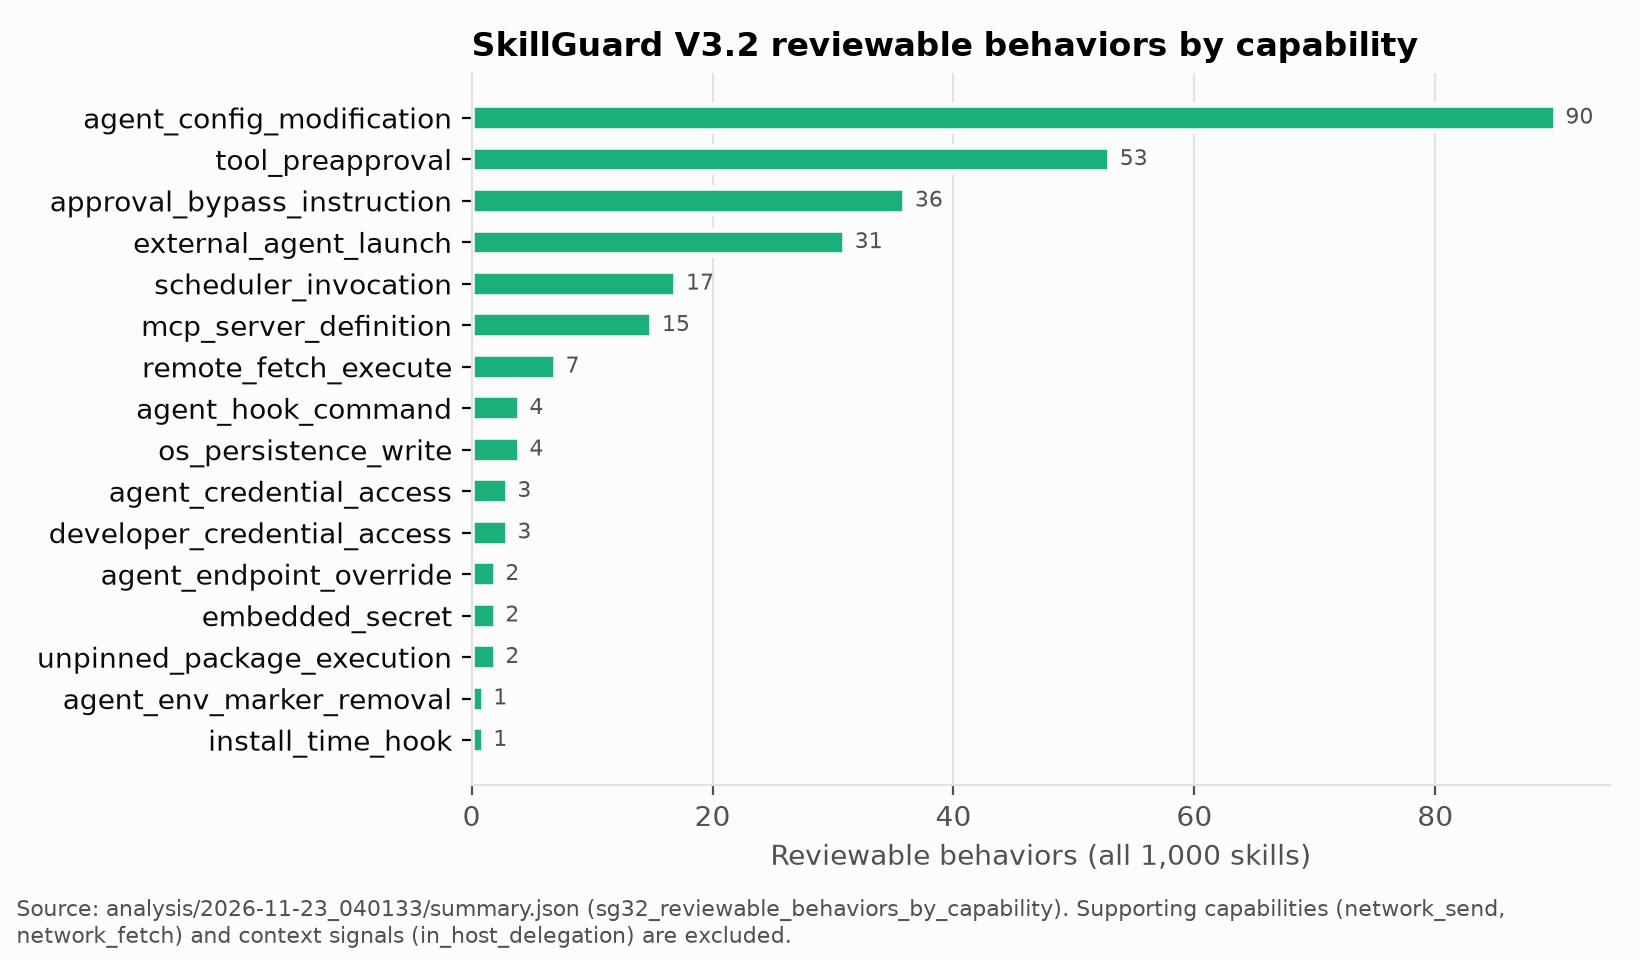 SkillGuard V3.2 reviewable behaviors by capability
agent_config_modification 90
tool_preapproval 53
approval_bypass_instruction 36
external_agent_launch 31
scheduler_invocation 17
mcp_server_definition 15
remote_fetch_execute 7
agent_hook_command 4
os_persistence_write 4
agent_credential_access 3
developer_credential_access 3
agent_endpoint_override 2
embedded_secret 2
unpinned_package_execution 2
agent_env_marker_removal 1
install_time_hook 1
0 20 40 60 80
Reviewable behaviors (all 1,000 skills)
Source: analysis/2026-11-23_040133/summary.json (sg32_reviewable_behaviors_by_capability). Supporting capabilities (network_send,
network_fetch) and context signals (in_host_delegation) are excluded.